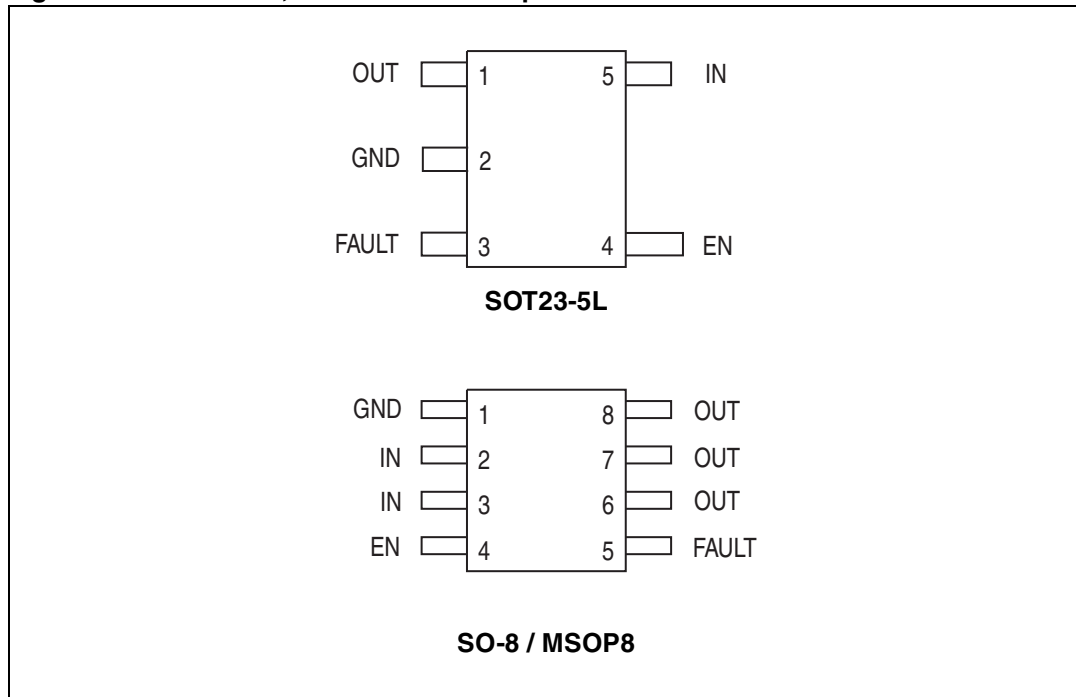 OUT 1 5 IN
GND 2
FAULT 3 4 EN
SOT23-5L
GND 1 8 OUT
IN 2 7 OUT
IN 3 6 OUT
EN 4 5 FAULT
SO-8 / MSOP8